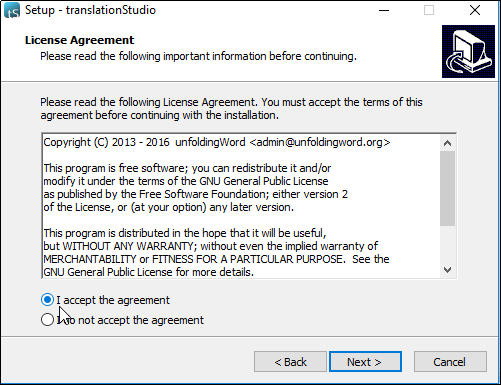 tS Setup - translationStudio
License Agreement
Please read the following important information before continuing.
Please read the following License Agreement. You must accept the terms of this
agreement before continuing with the installation.
Copyright (C) 2013 - 2016 unfoldingWord <admin@unfoldingword.org>
This program is free software; you can redistribute it and/or
modify it under the terms of the GNU General Public License
as published by the Free Software Foundation; either version 2
of the License, or (at your option) any later version.
This program is distributed in the hope that it will be useful,
but WITHOUT ANY WARRANTY; without even the implied warranty of
MERCHANTABILITY or FITNESS FOR A PARTICULAR PURPOSE. See the
GNU General Public License for more details.
I accept the agreement
I do not accept the agreement
< Back Next > Cancel